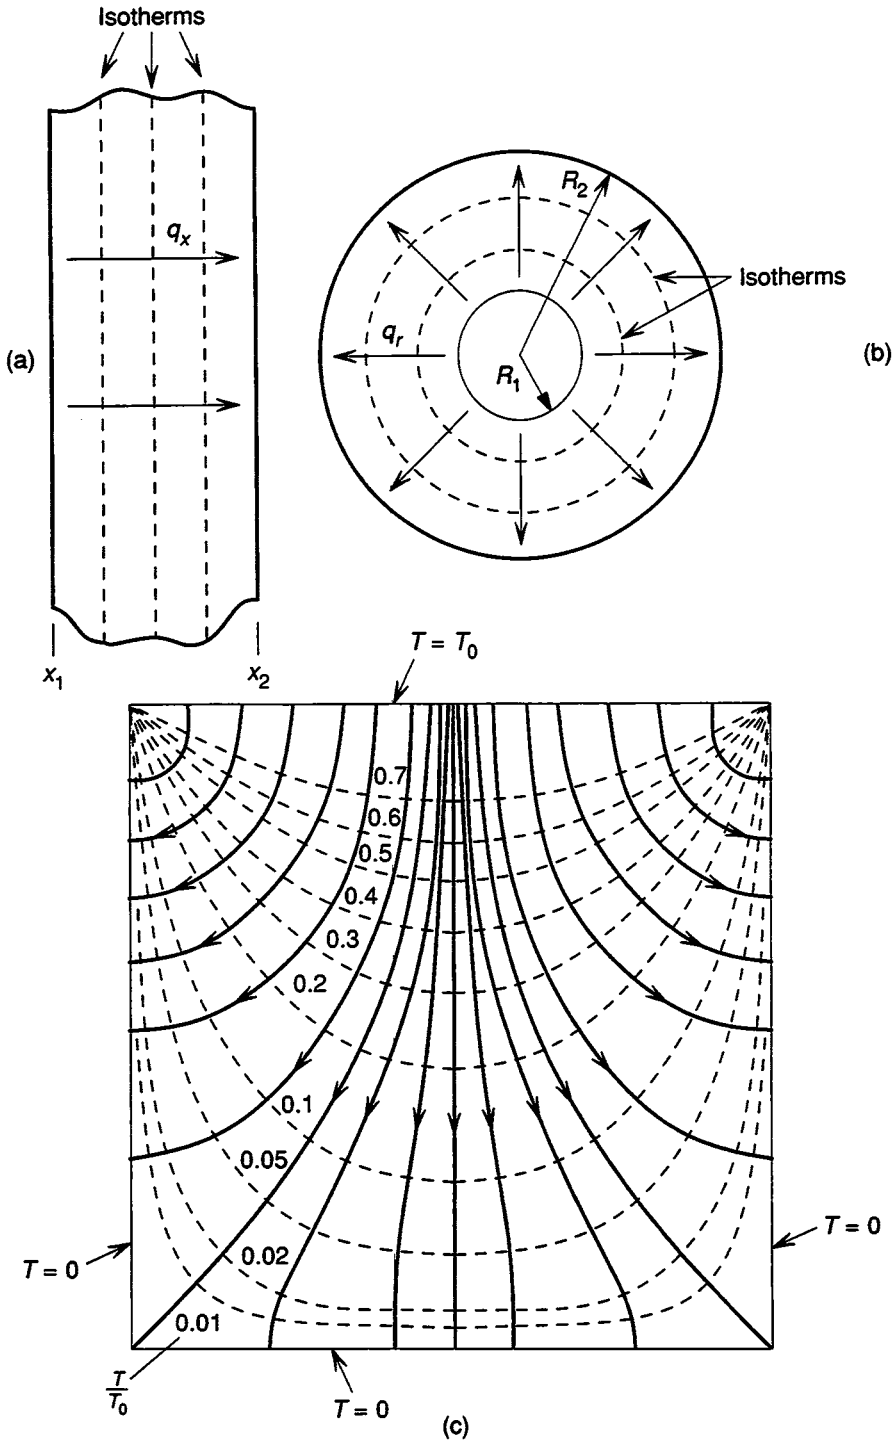 Isotherms
q_x
(a)
x_1
x_2
R_2
Isotherms
q_r
R_1
(b)
T = T_0
0.7
0.6
0.5
0.4
0.3
0.2
0.1
0.05
0.02
0.01
T = 0
T = 0
T/T_0
T = 0
(c)